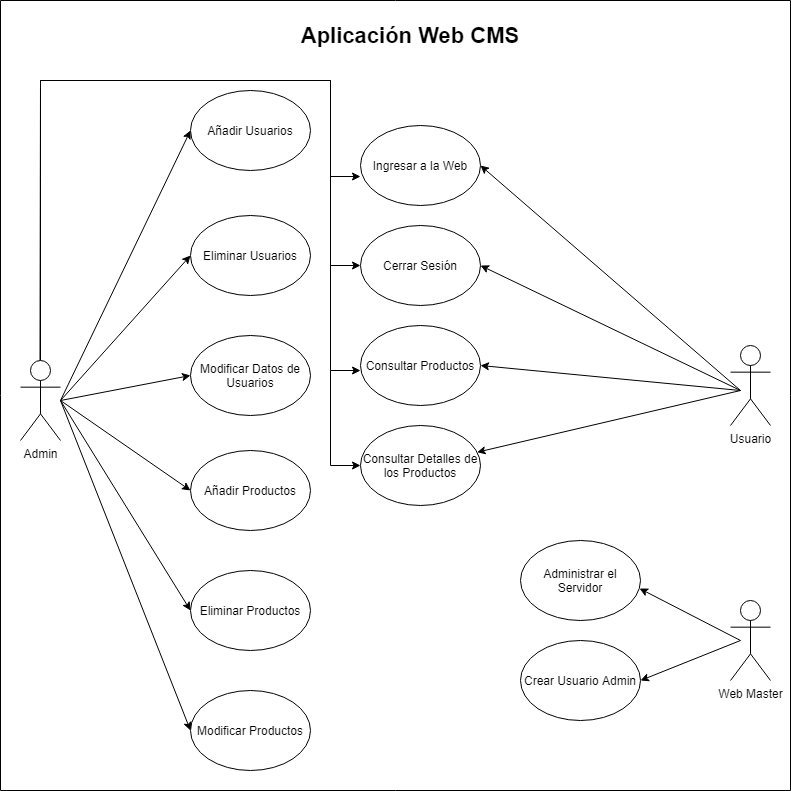 Aplicación Web CMS
Añadir Usuarios
Ingresar a la Web
Eliminar Usuarios
Cerrar Sesión
Modificar Datos de
Usuarios
Consultar Productos
Admin
Usuario
Consultar Detalles de
los Productos
Añadir Productos
Administrar el
Servidor
Eliminar Productos
Crear Usuario Admin
Web Master
Modificar Productos